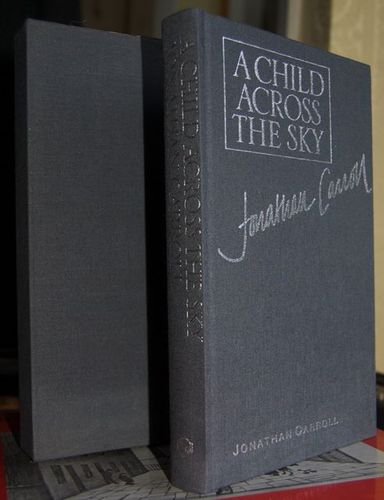 A CHILD
ACROSS
THE SKY
Jonathan Carroll
JONATHAN CARROLL
A CHILD ACROSS THE SKY
JONATHAN CARROLL